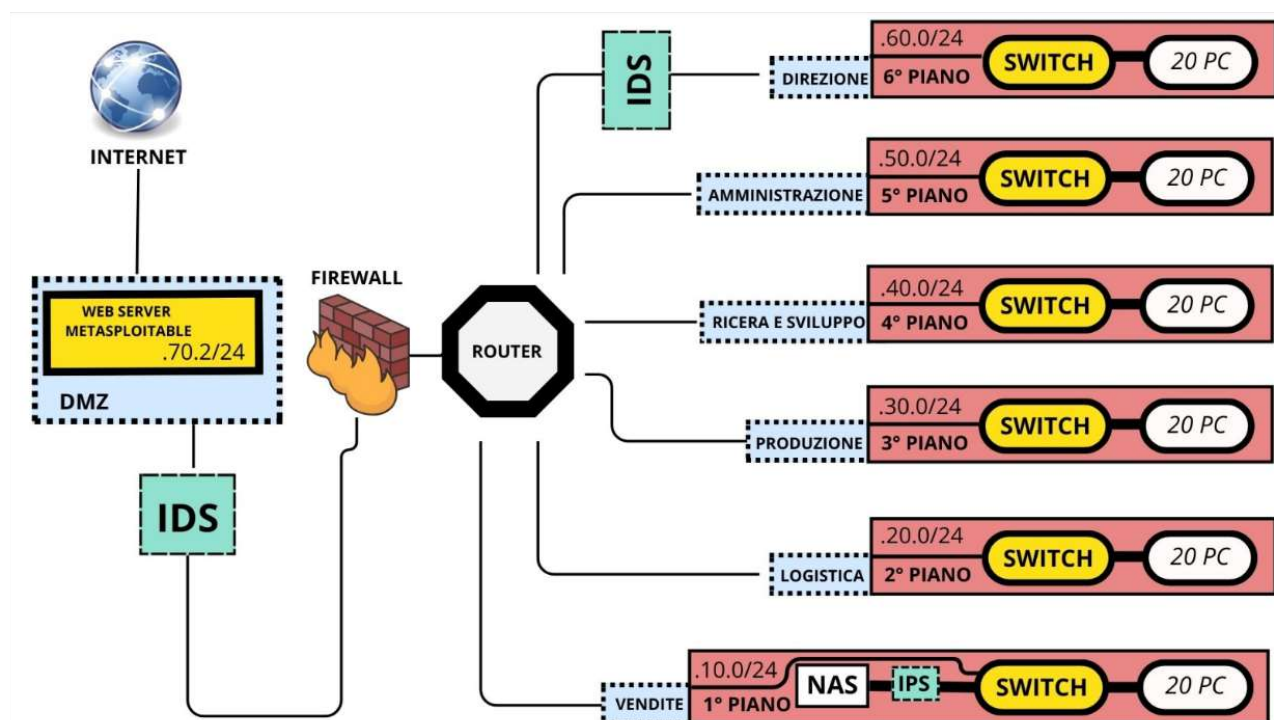 INTERNET
WEB SERVER
METASPLOITABLE
.70.2/24
DMZ
IDS
FIREWALL
ROUTER
IDS
DIREZIONE
.60.0/24
6° PIANO
SWITCH
20 PC
AMMINISTRAZIONE
.50.0/24
5° PIANO
SWITCH
20 PC
RICERA E SVILUPPO
.40.0/24
4° PIANO
SWITCH
20 PC
PRODUZIONE
.30.0/24
3° PIANO
SWITCH
20 PC
LOGISTICA
.20.0/24
2° PIANO
SWITCH
20 PC
VENDITE
.10.0/24
1° PIANO
NAS
IPS
SWITCH
20 PC